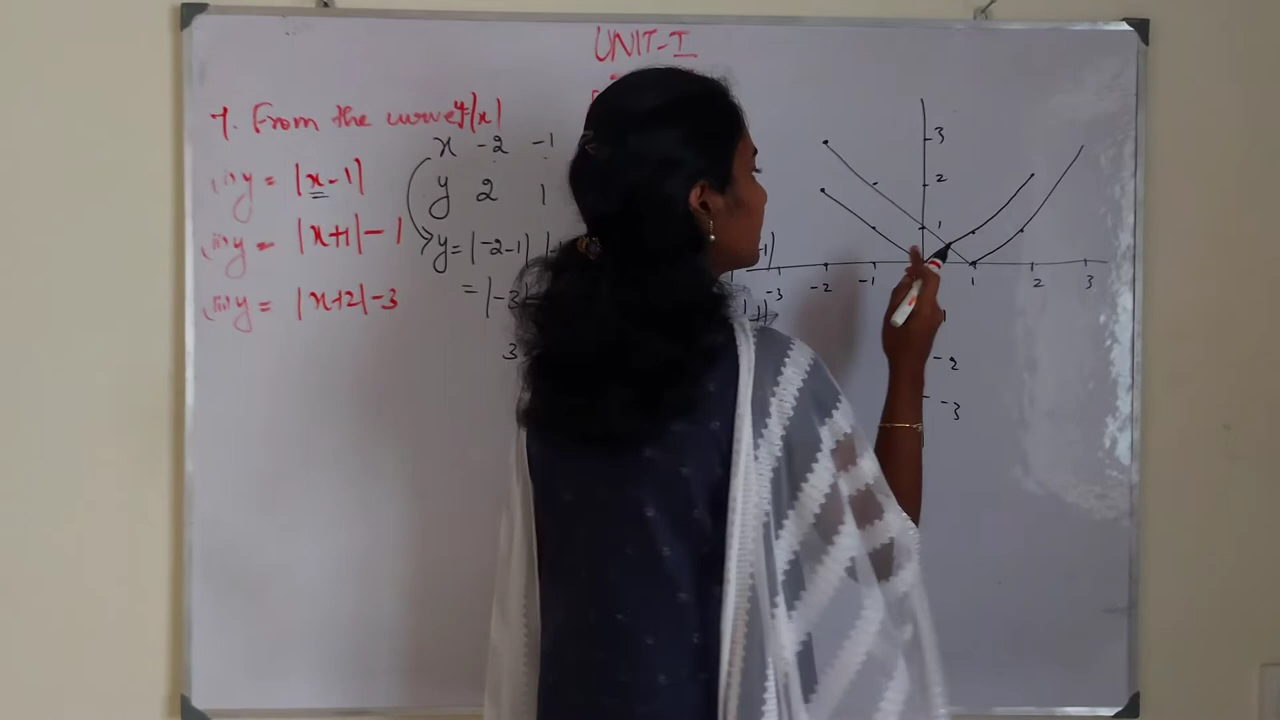 UNIT-I
7. From the curve y=|x|
(i) y = |x-1|
(ii) y = |x+1|-1
(iii) y = |x+2|-3
x -2 -1
y 2 1
y=|-2-1|
= |-3|
3
3
2
1
-3 -2 -1 1 2 3
-2
-3